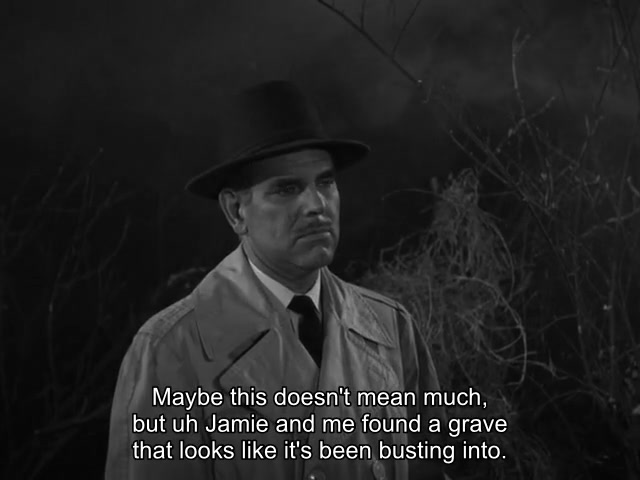 Maybe this doesn't mean much,
but uh Jamie and me found a grave
that looks like it's been busting into.